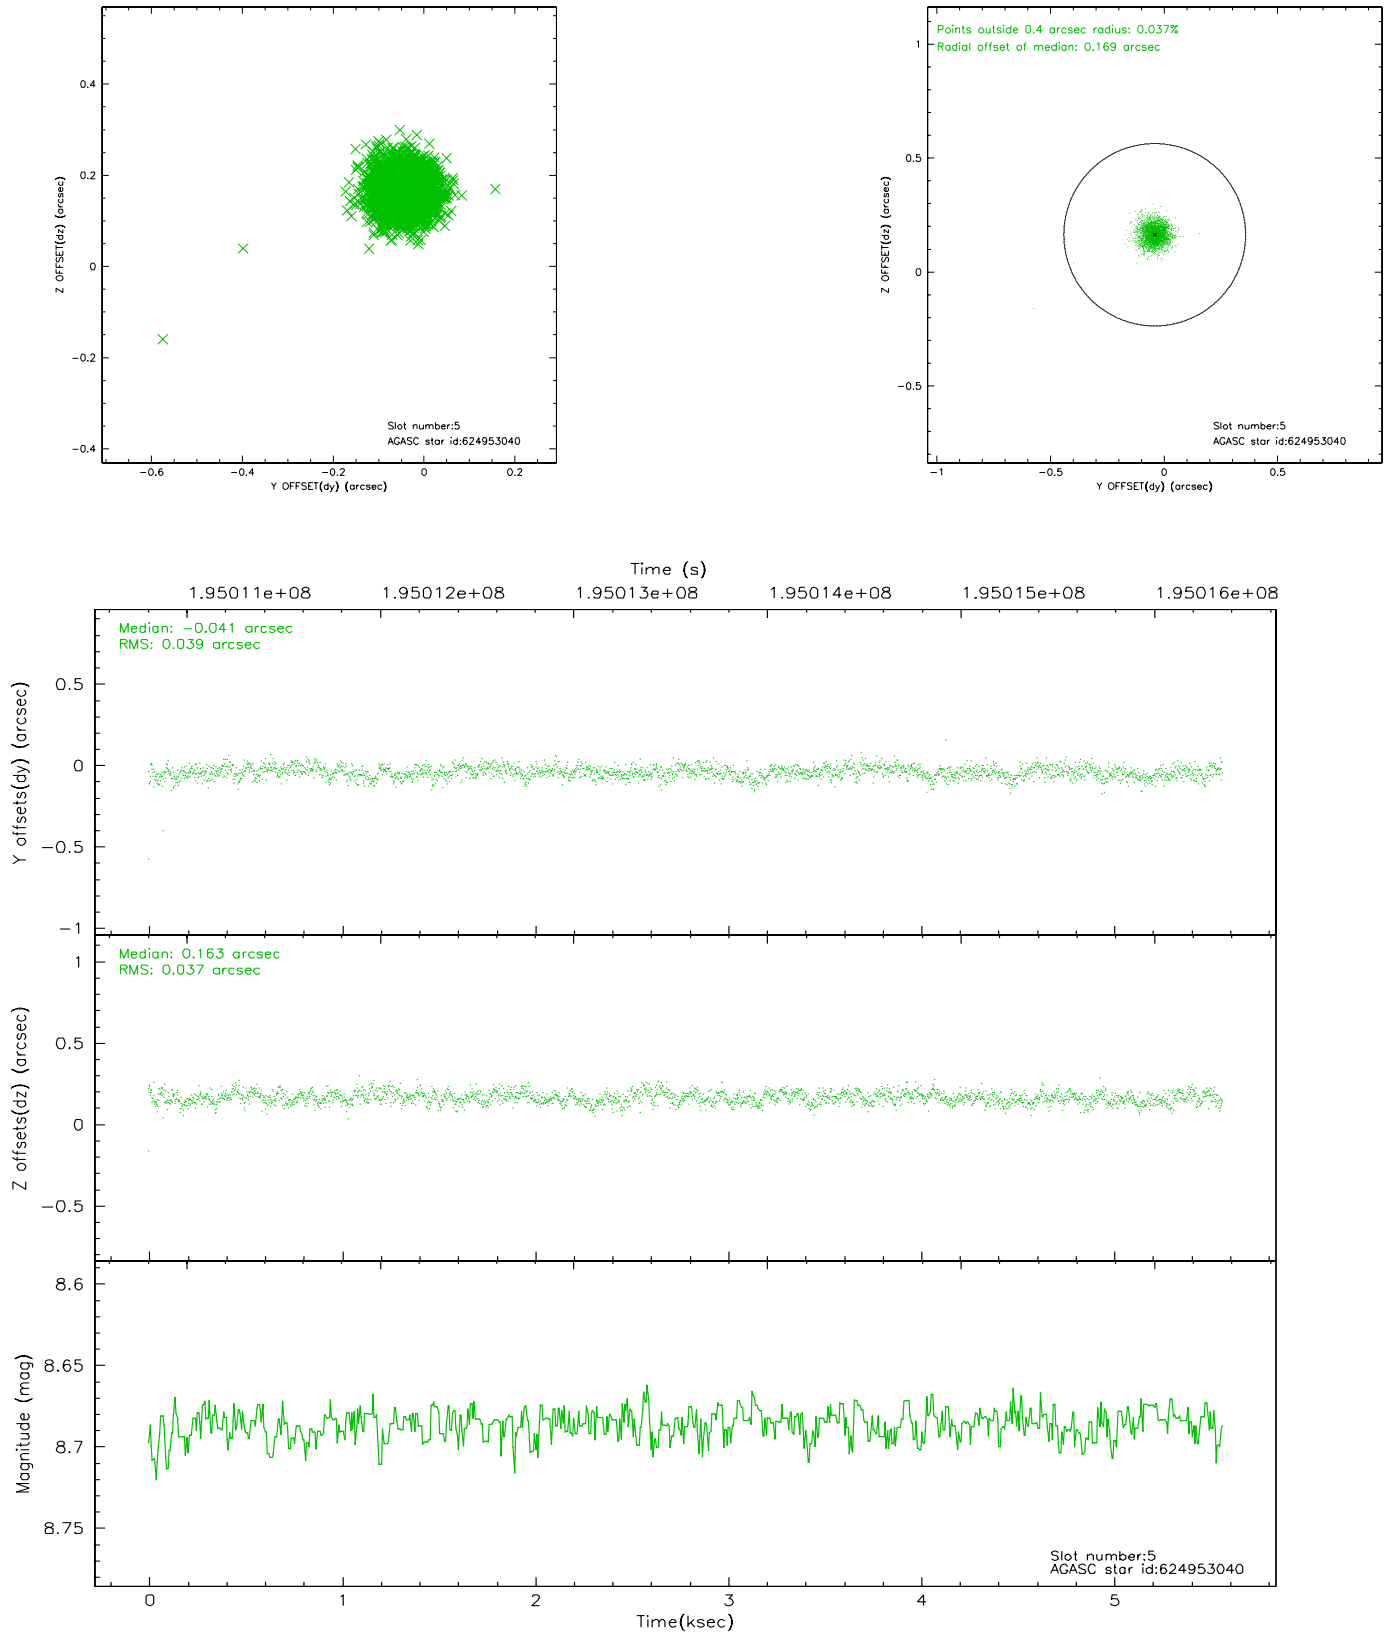 0.4
0.2
0
−0.2
−0.4
Z OFFSET(dz) (arcsec)
Slot number:5
AGASC star id:624953040
−0.6 −0.4 −0.2 0 0.2
Y OFFSET(dy) (arcsec)
Points outside 0.4 arcsec radius: 0.037%
Radial offset of median: 0.169 arcsec
1
0.5
0
−0.5
Z OFFSET(dz) (arcsec)
Slot number:5
AGASC star id:624953040
−1 −0.5 0 0.5
Y OFFSET(dy) (arcsec)
Time (s)
1.95011e+08 1.95012e+08 1.95013e+08 1.95014e+08 1.95015e+08 1.95016e+08
Median: −0.041 arcsec
RMS: 0.039 arcsec
0.5
0
−0.5
−1
Y offsets(dy) (arcsec)
Median: 0.163 arcsec
RMS: 0.037 arcsec
1
0.5
0
−0.5
Z offsets(dz) (arcsec)
8.6
8.65
8.7
8.75
Magnitude (mag)
Slot number:5
AGASC star id:624953040
0 1 2 3 4 5
Time(ksec)